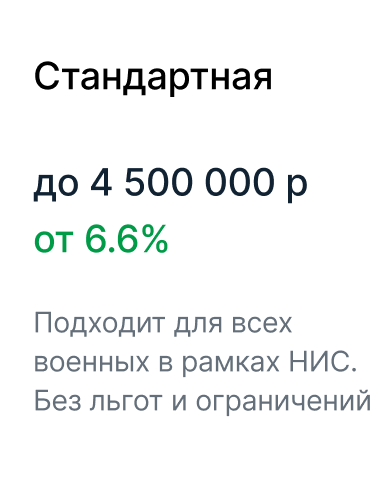 Стандартная
до 4 500 000 р
от 6.6%
Подходит для всех
военных в рамках НИС.
Без льгот и ограничений